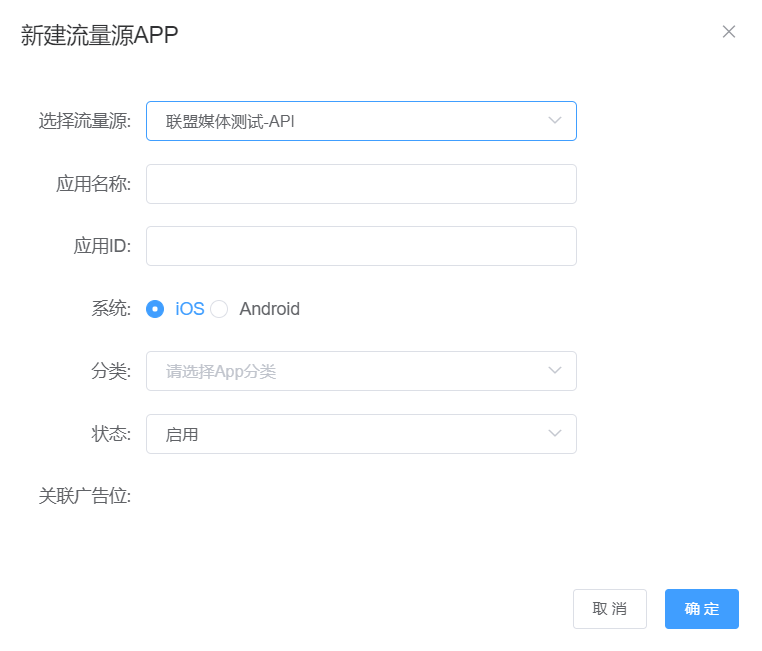 新建流量源APP
选择流量源: 联盟媒体测试-API
应用名称:
应用ID:
系统: iOS Android
分类: 请选择App分类
状态: 启用
关联广告位:
取消 确定